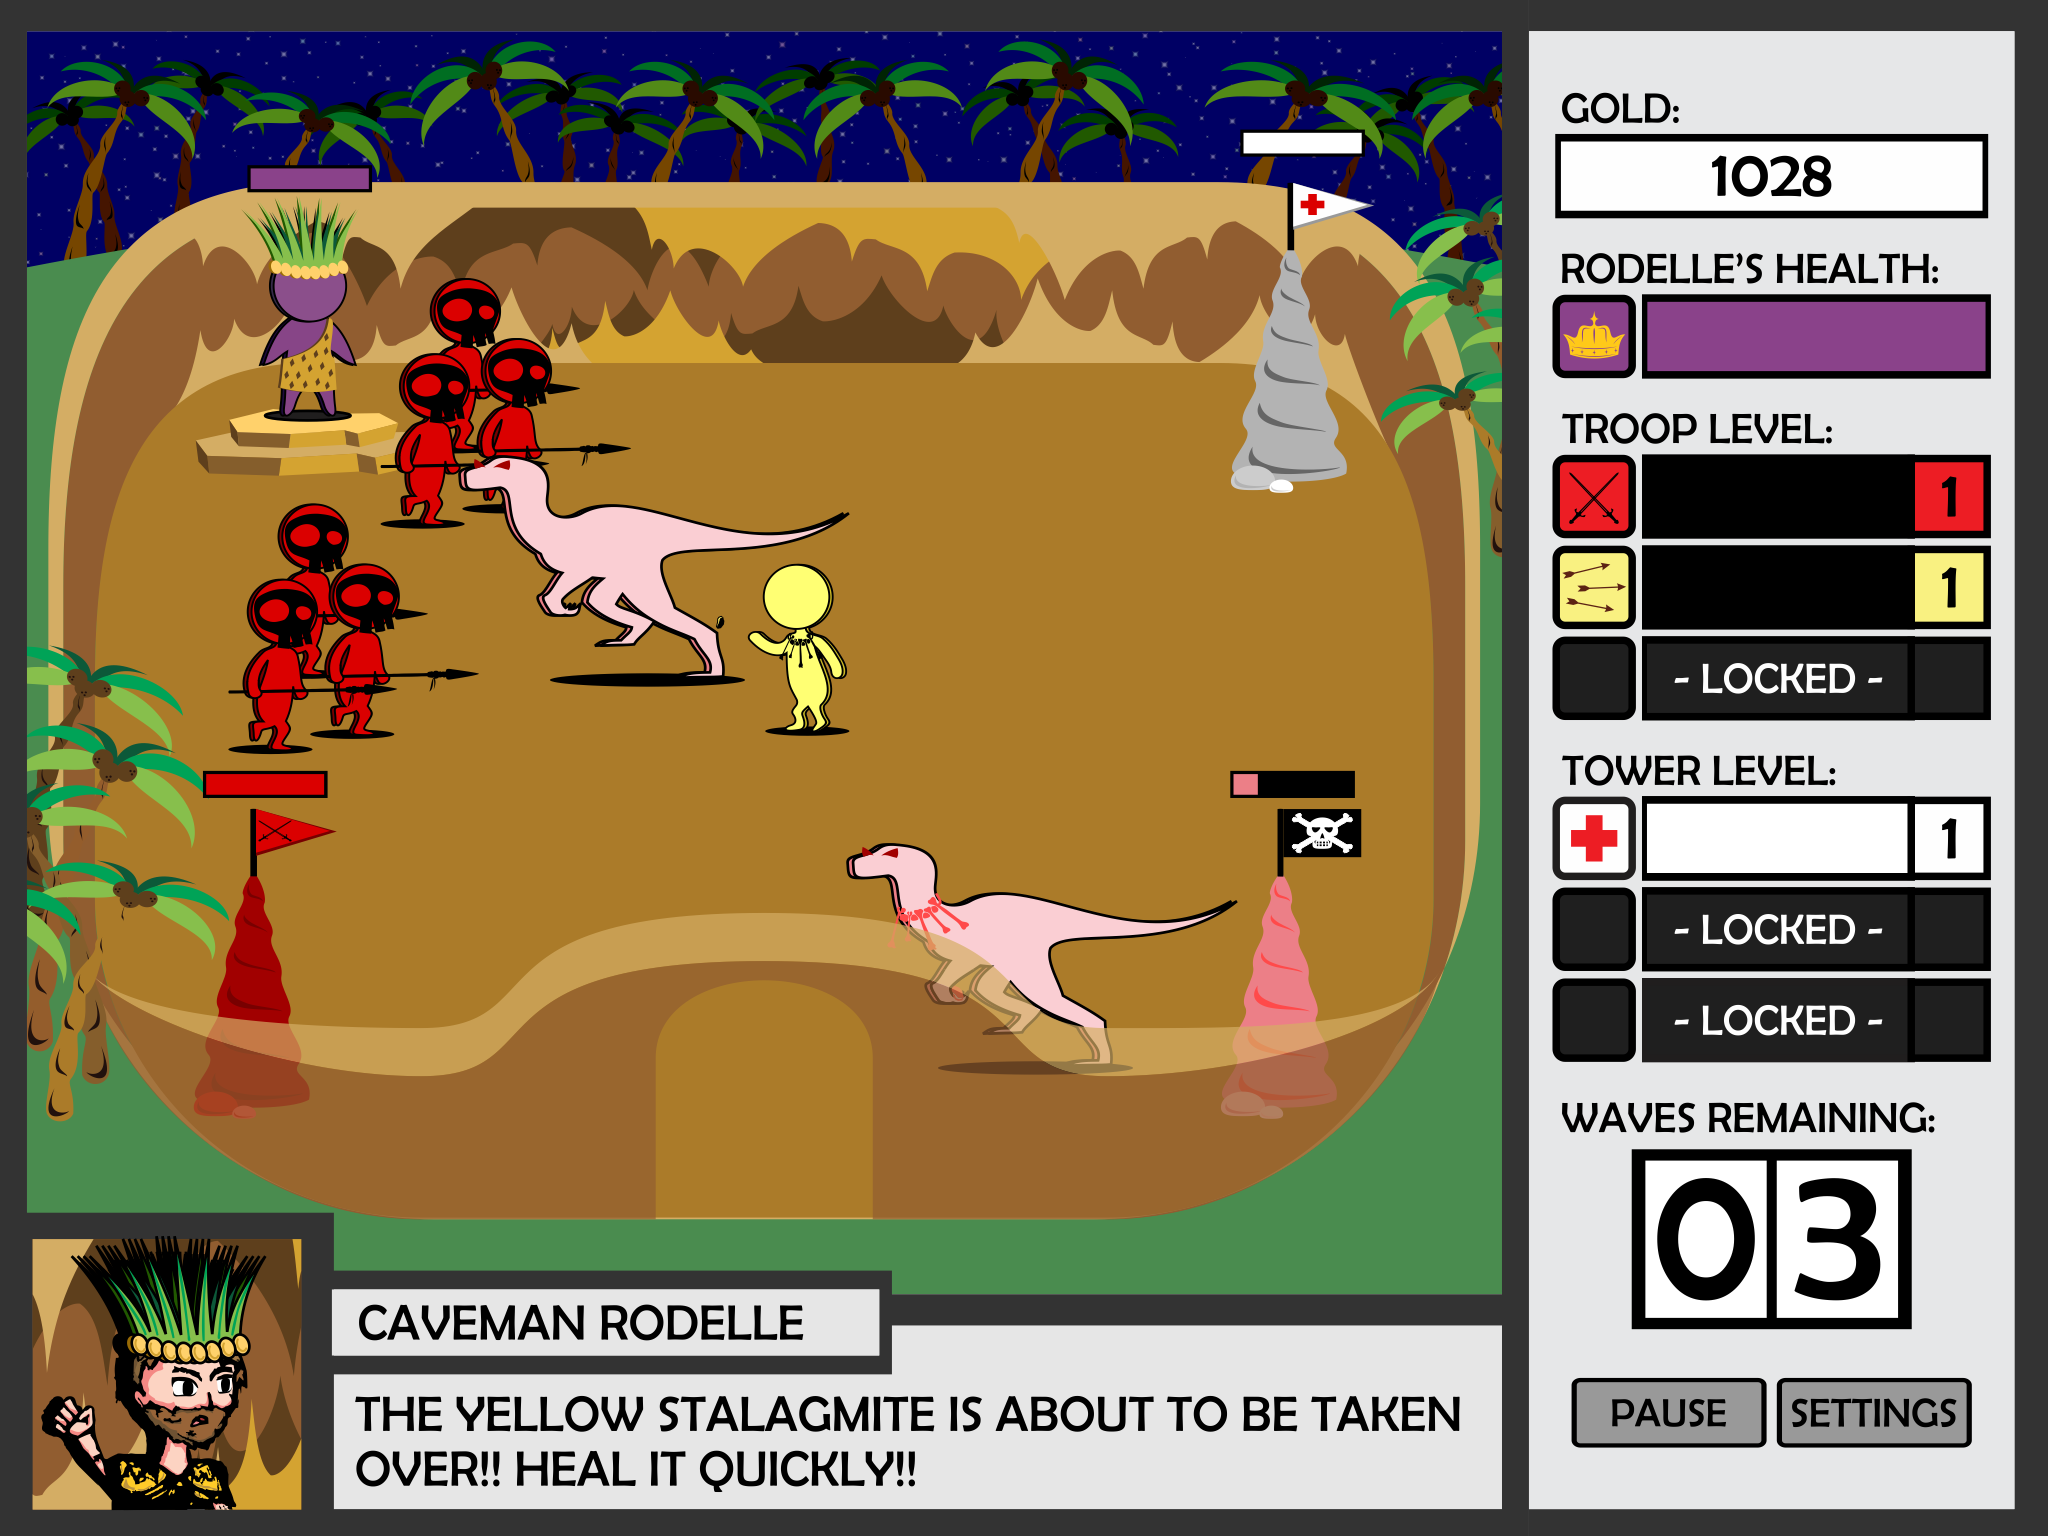 GOLD:
1028
RODELLE'S HEALTH:
TROOP LEVEL:
1
1
- LOCKED -
TOWER LEVEL:
1
- LOCKED -
- LOCKED -
WAVES REMAINING:
03
PAUSE SETTINGS
CAVEMAN RODELLE
THE YELLOW STALAGMITE IS ABOUT TO BE TAKEN
OVER!! HEAL IT QUICKLY!!